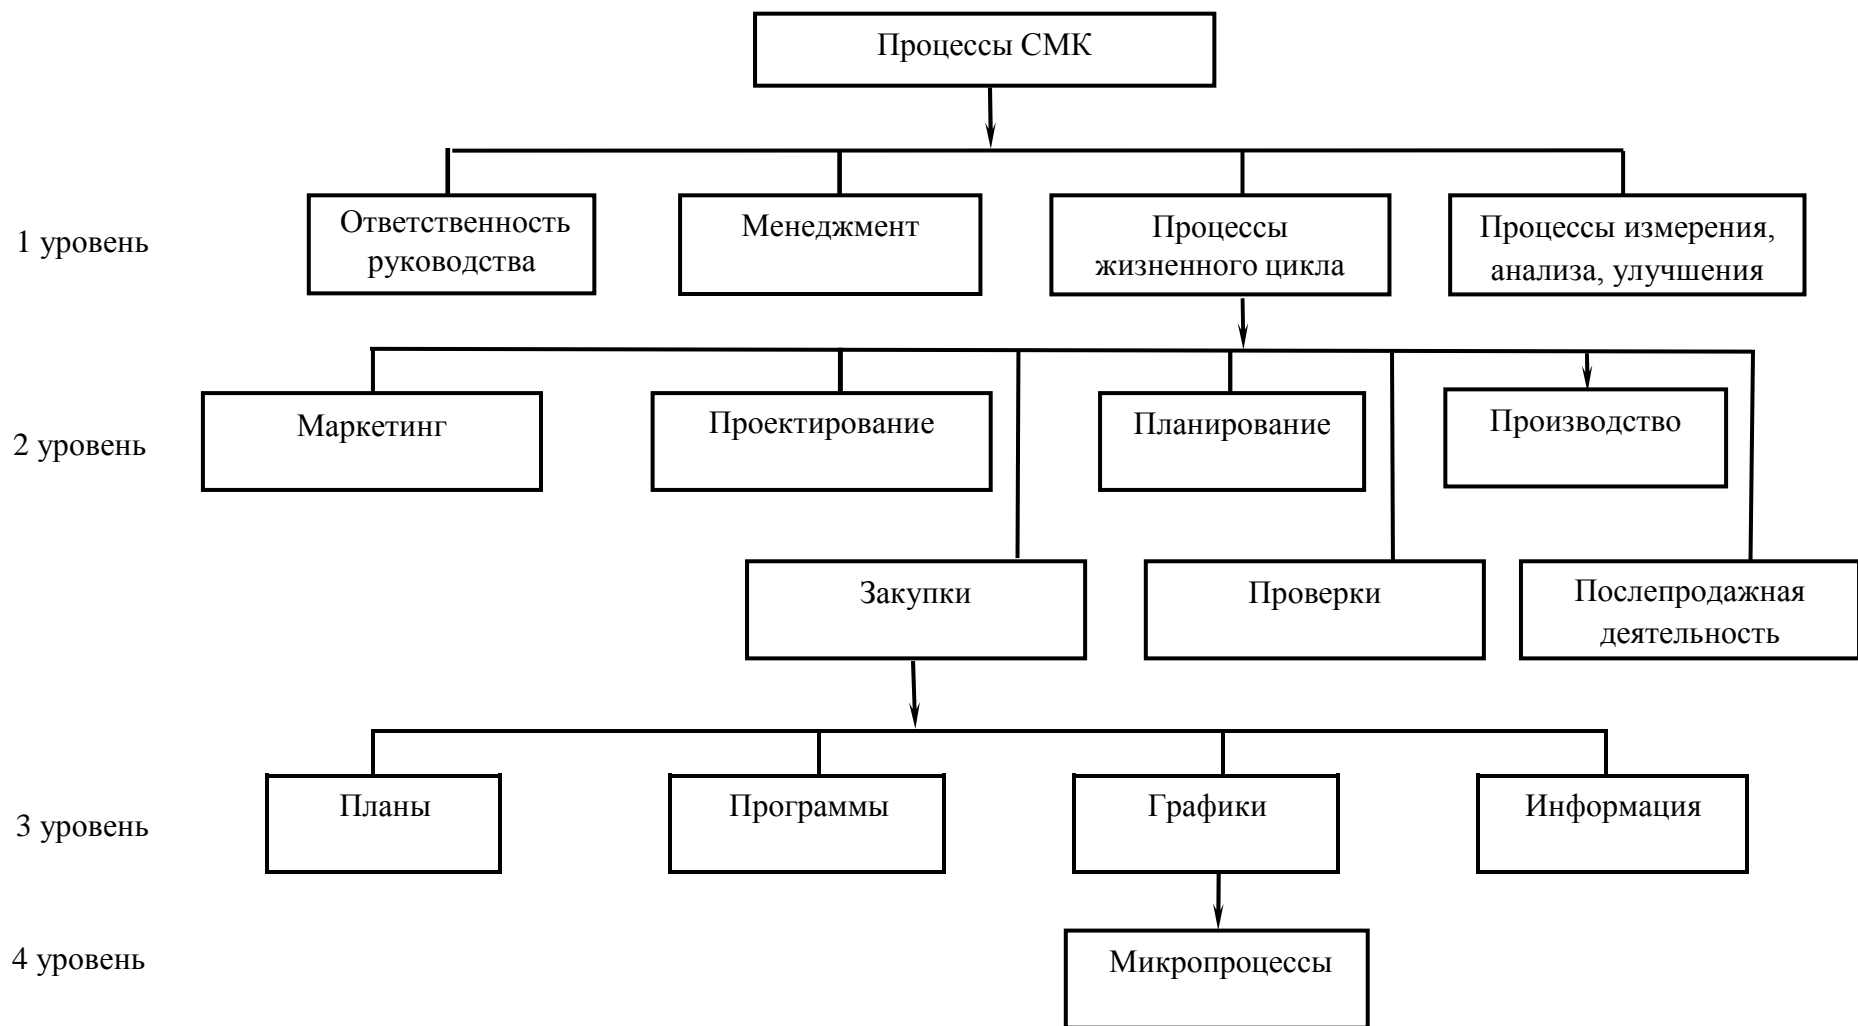 Процессы СМК
1 уровень
Ответственность
руководства
Менеджмент
Процессы
жизненного цикла
Процессы измерения,
анализа, улучшения
2 уровень
Маркетинг
Проектирование
Планирование
Производство
Закупки
Проверки
Послепродажная
деятельность
3 уровень
Планы
Программы
Графики
Информация
4 уровень
Микропроцессы